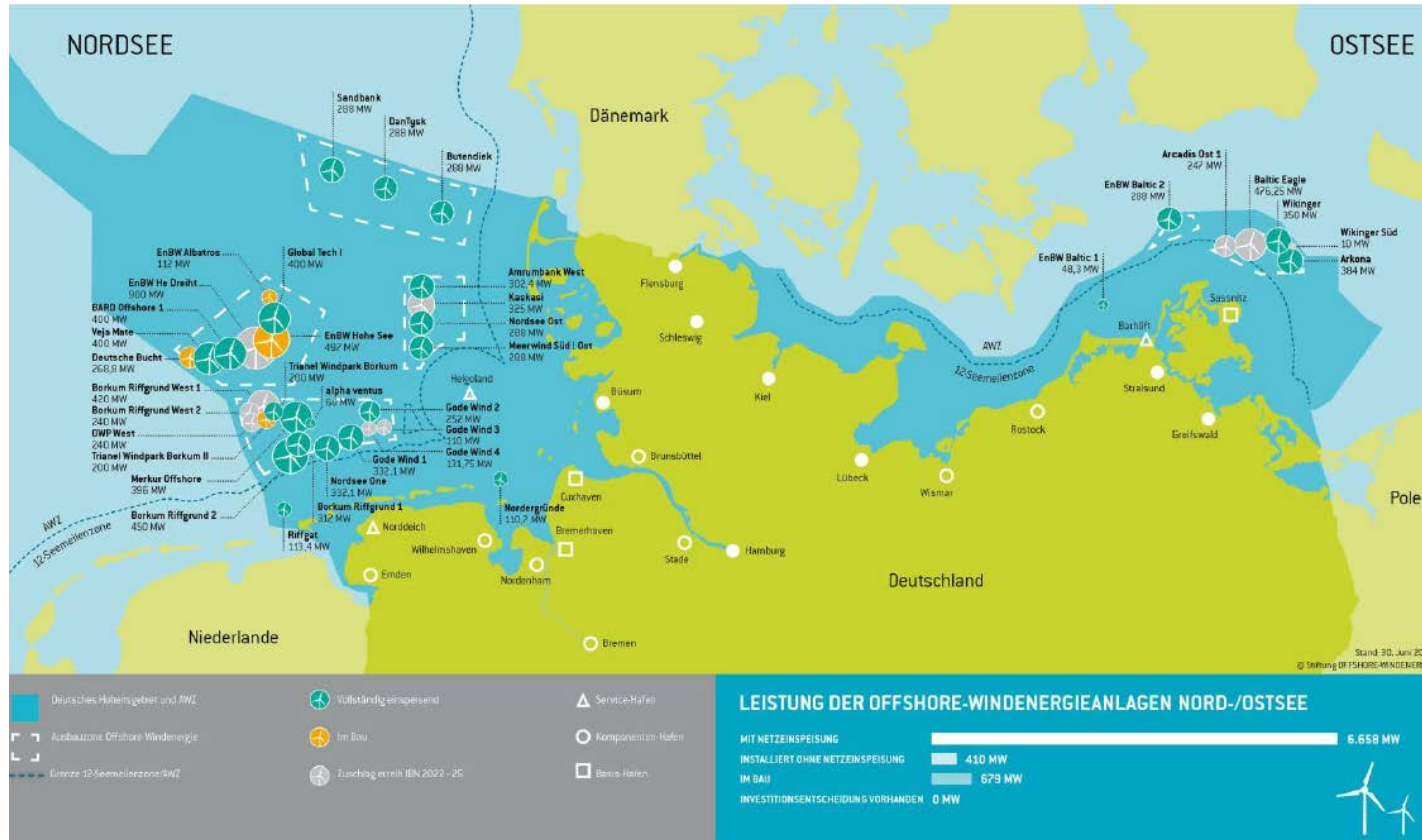 NORDSEE
OSTSEE
Dänemark
Sandbank
288 MW
DanTysk
288 MW
Butendiek
288 MW
Arcadis Ost 1
247 MW
Baltic Eagle
476,25 MW
EnBW Baltic 2
288 MW
Wikinger
350 MW
Wikinger Süd
10 MW
Arkona
384 MW
EnBW Baltic 1
48,3 MW
EnBW Albatros
112 MW
Global Tech I
400 MW
EnBW He Dreiht
900 MW
BARD Offshore 1
400 MW
Veja Mate
400 MW
Deutsche Bucht
268,8 MW
EnBW Hohe See
497 MW
Amrumbank West
302,4 MW
Kaskasi
325 MW
Nordsee Ost
288 MW
Meerwind Süd | Ost
288 MW
Trianel Windpark Borkum
200 MW
Borkum Riffgrund West 1
420 MW
alpha ventus
60 MW
Borkum Riffgrund West 2
240 MW
OWP West
240 MW
Trianel Windpark Borkum II
200 MW
Merkur Offshore
396 MW
Borkum Riffgrund 2
450 MW
Gode Wind 2
252 MW
Gode Wind 3
110 MW
Gode Wind 4
131,75 MW
Gode Wind 1
332,1 MW
Nordsee One
332,1 MW
Borkum Riffgrund 1
312 MW
Riffgat
113,4 MW
Nordergründe
110,7 MW
Helgoland
Flensburg
Schleswig
Kiel
Büsum
Brunsbüttel
Cuxhaven
Bremerhaven
Norddeich
Wilhelmshaven
Emden
Nordenham
Stade
Hamburg
Bremen
Lübeck
Wismar
Rostock
Barhöft
Stralsund
Sassnitz
Greifswald
AWZ
12-Seemeilenzone
AWZ
12-Seemeilenzone
Niederlande
Deutschland
Pole
Stand 30. Juni 20
© Stiftung OFFSHORE-WINDENER
Deutsches Hoheitsgebiet und AWZ
Ausbauzone Offshore-Windenergie
Grenze 12-Seemeilenzone/AWZ
Vollständig einspeisend
Im Bau
Zuschlag erteilt IBN 2022 - 25
Service-Hafen
Komponenten-Hafen
Basis-Hafen
LEISTUNG DER OFFSHORE-WINDENERGIEANLAGEN NORD-/OSTSEE
MIT NETZEINSPEISUNG 6.658 MW
INSTALLIERT OHNE NETZEINSPEISUNG 410 MW
IM BAU 679 MW
INVESTITIONSENTSCHEIDUNG VORHANDEN 0 MW